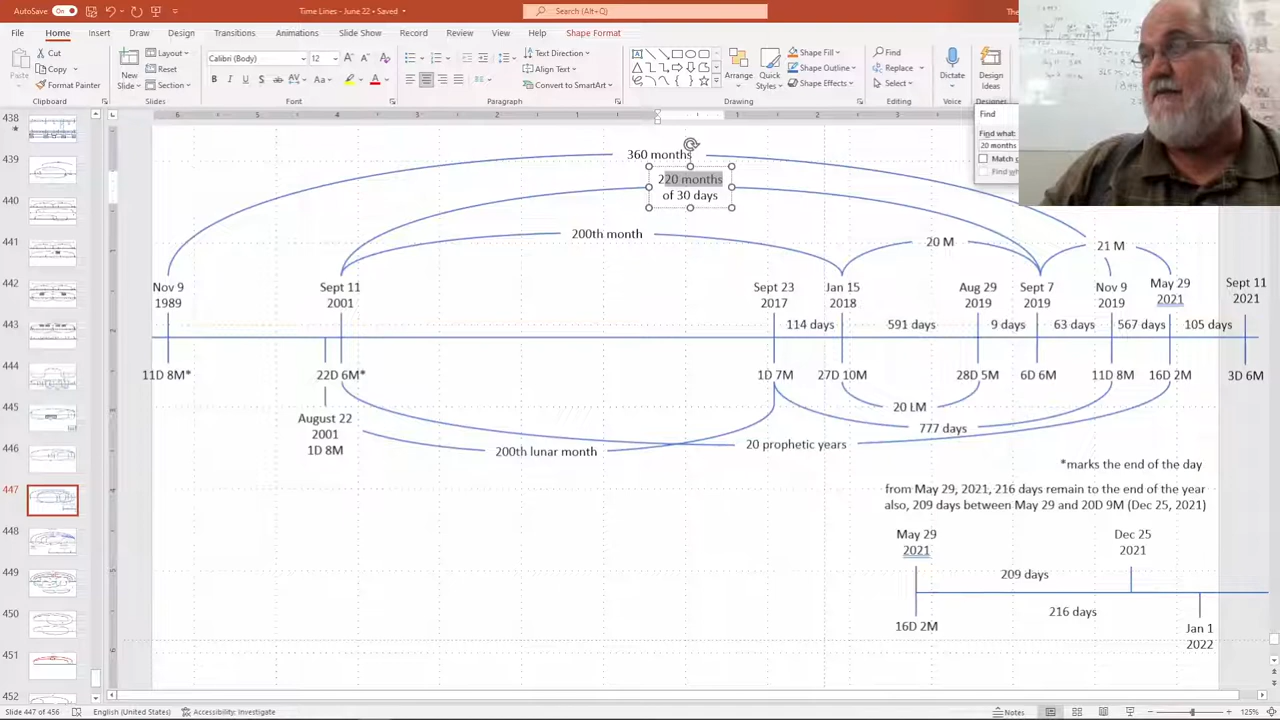 AutoSave On
Time Lines - June 22 • Saved
Search (Alt+Q)
File Home Insert Draw Design Transitions Animations Slide Show Record Review View Help Shape Format
Cut
Copy
Format Painter
Clipboard
New Slide
Layout
Reset
Section
Slides
Calibri (Body) 12
Font
Text Direction
Align Text
Convert to SmartArt
Paragraph
Arrange
Quick Styles
Shape Fill
Shape Outline
Shape Effects
Drawing
Find
Replace
Select
Editing
Dictate
Voice
Design Ideas
Designer
Find
Find what:
20 months
Match
360 months
220 months
of 30 days
200th month
20 M
21 M
Nov 9
1989
Sept 11
2001
Sept 23
2017
Jan 15
2018
Aug 29
2019
Sept 7
2019
Nov 9
2019
May 29
2021
Sept 11
2021
114 days 591 days 9 days 63 days 567 days 105 days
11D 8M* 22D 6M* 1D 7M 27D 10M 28D 5M 6D 6M 11D 8M 16D 2M 3D 6M
August 22
2001
1D 8M
20 LM
777 days
20 prophetic years
200th lunar month
*marks the end of the day
from May 29, 2021, 216 days remain to the end of the year
also, 209 days between May 29 and 20D 9M (Dec 25, 2021)
May 29
2021
Dec 25
2021
209 days
216 days
16D 2M
Jan 1
2022
445
449
450
451
452
Slide 447 of 456 English (United States) Accessibility: Investigate
Notes
125%